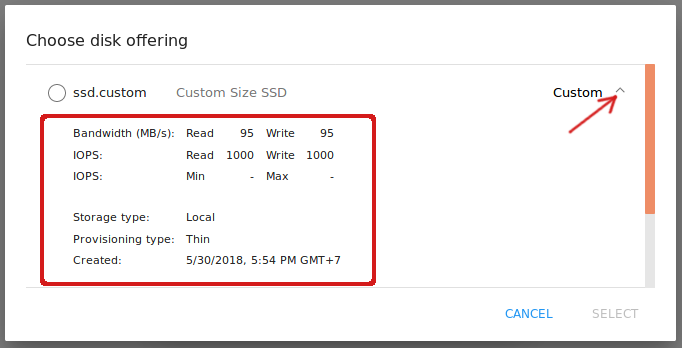 Choose disk offering
ssd.custom Custom Size SSD Custom
Bandwidth (MB/s): Read 95 Write 95
IOPS: Read 1000 Write 1000
IOPS: Min - Max -
Storage type: Local
Provisioning type: Thin
Created: 5/30/2018, 5:54 PM GMT+7
CANCEL SELECT